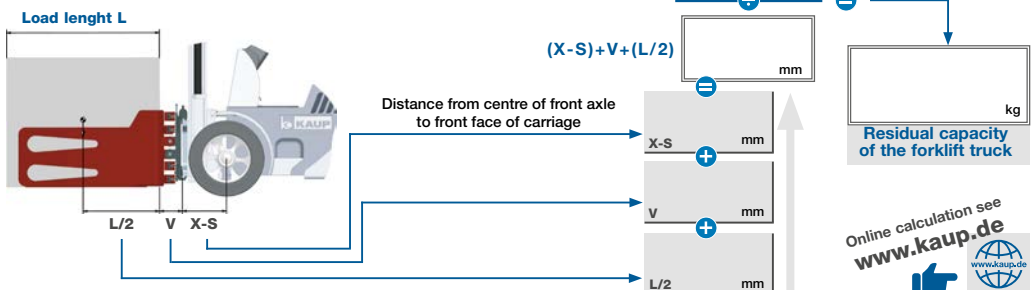 Load lenght L
KAUP
L/2 V X-S
Distance from centre of front axle
to front face of carriage
(X-S)+V+(L/2)
mm
=
X-S mm
+
V mm
+
L/2 mm
=
kg
Residual capacity
of the forklift truck
Online calculation see
www.kaup.de
www.kaup.de